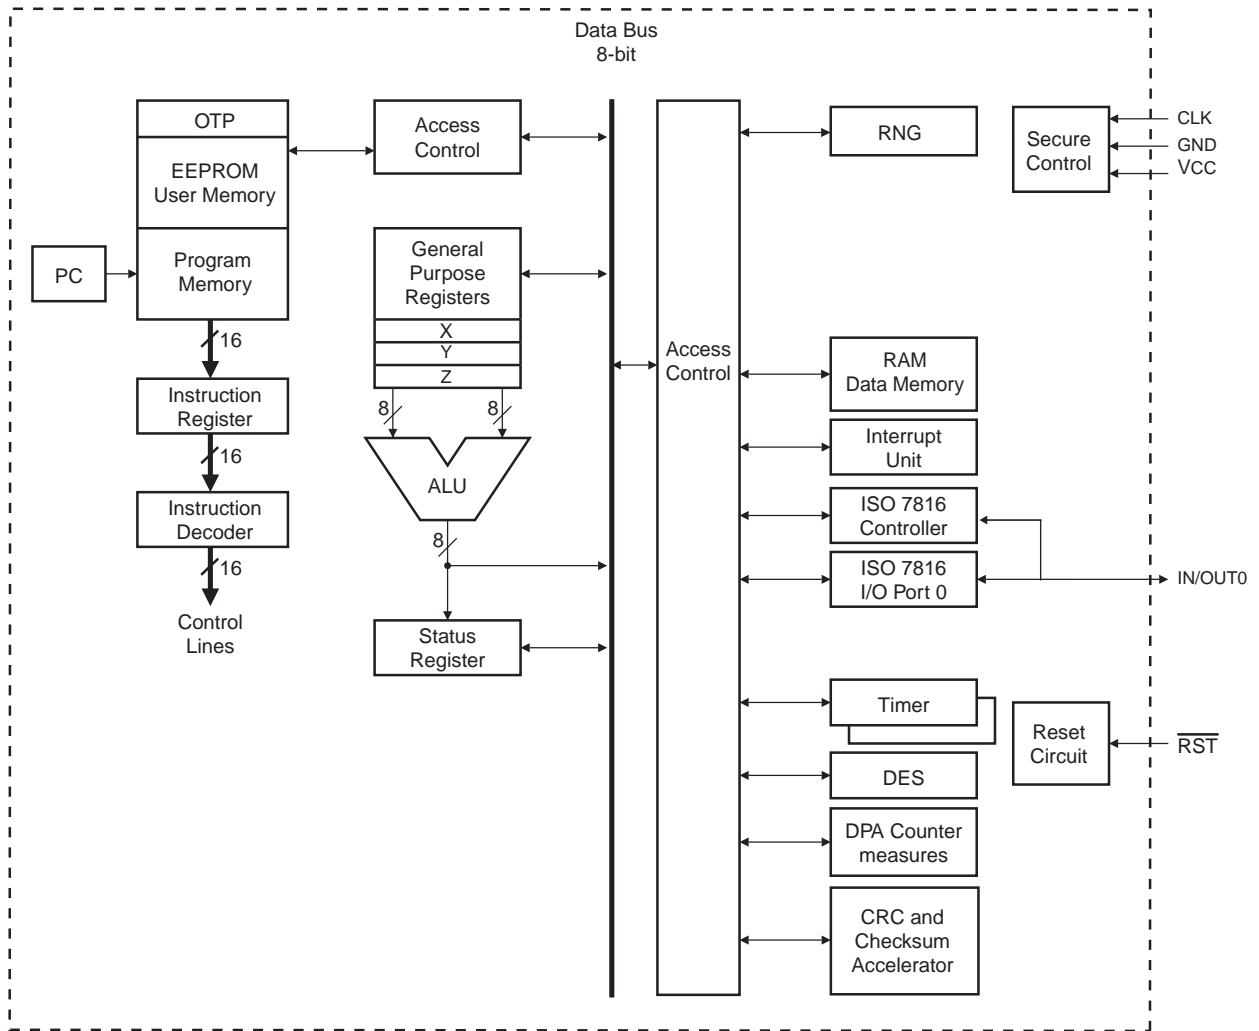 Data Bus
8-bit
OTP
EEPROM
User Memory
Program
Memory
PC
16
Instruction
Register
16
Instruction
Decoder
16
Control
Lines
Access
Control
General
Purpose
Registers
X
Y
Z
8
8
ALU
8
Status
Register
Access
Control
RNG
RAM
Data Memory
Interrupt
Unit
ISO 7816
Controller
ISO 7816
I/O Port 0
Timer
DES
DPA Counter
measures
CRC and
Checksum
Accelerator
Secure
Control
CLK
GND
VCC
IN/OUT0
Reset
Circuit
RST